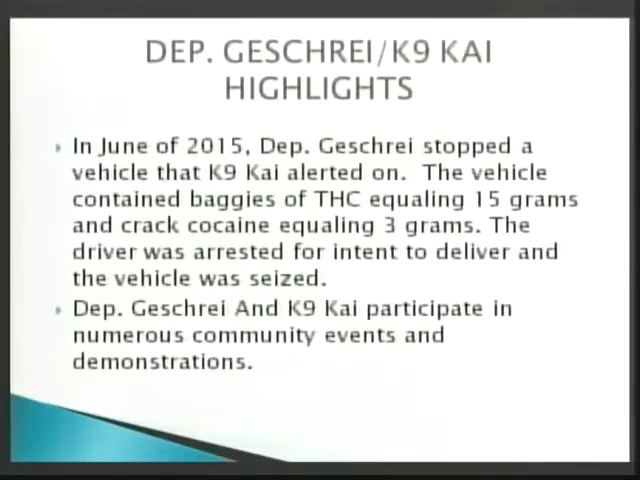 DEP. GESCHREI/K9 KAI
HIGHLIGHTS
In June of 2015, Dep. Geschrei stopped a
vehicle that K9 Kai alerted on. The vehicle
contained baggies of THC equaling 15 grams
and crack cocaine equaling 3 grams. The
driver was arrested for intent to deliver and
the vehicle was seized.
Dep. Geschrei And K9 Kai participate in
numerous community events and
demonstrations.